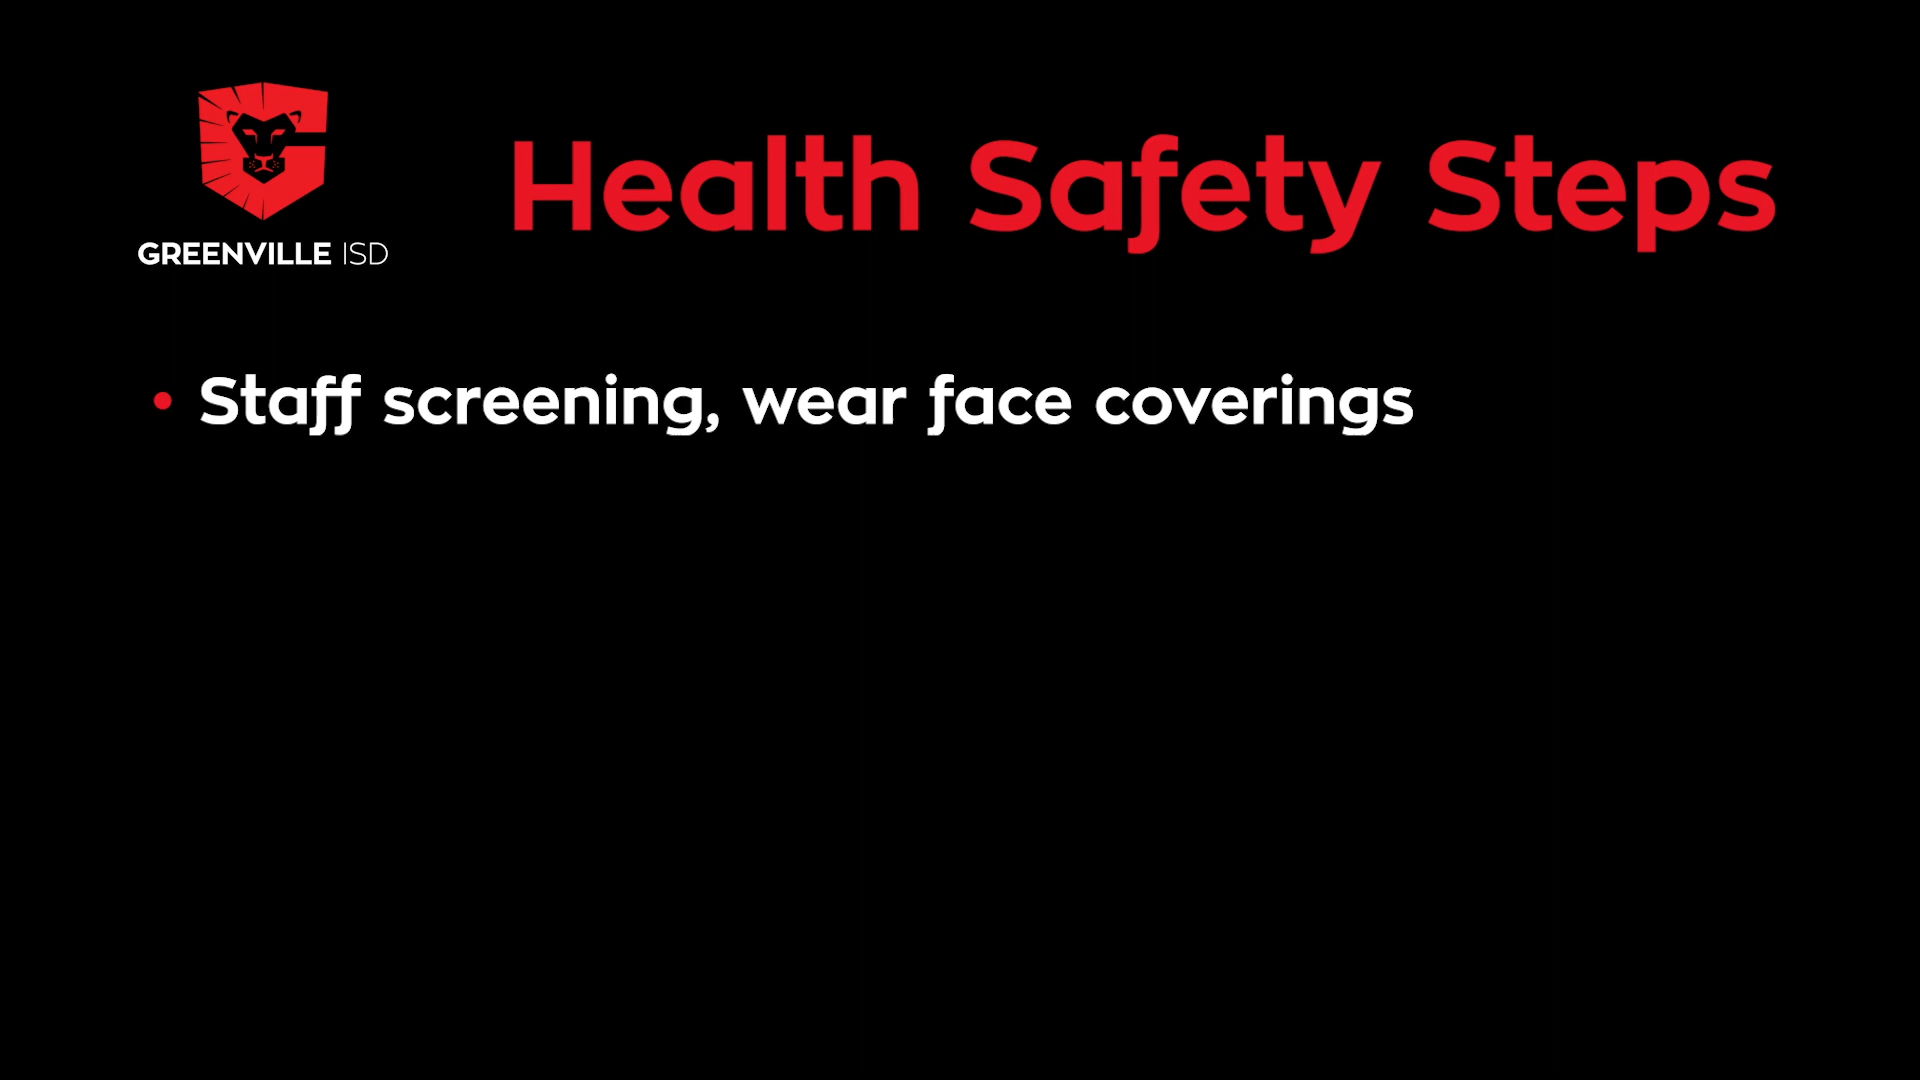 Health Safety Steps
GREENVILLE ISD
• Staff screening, wear face coverings